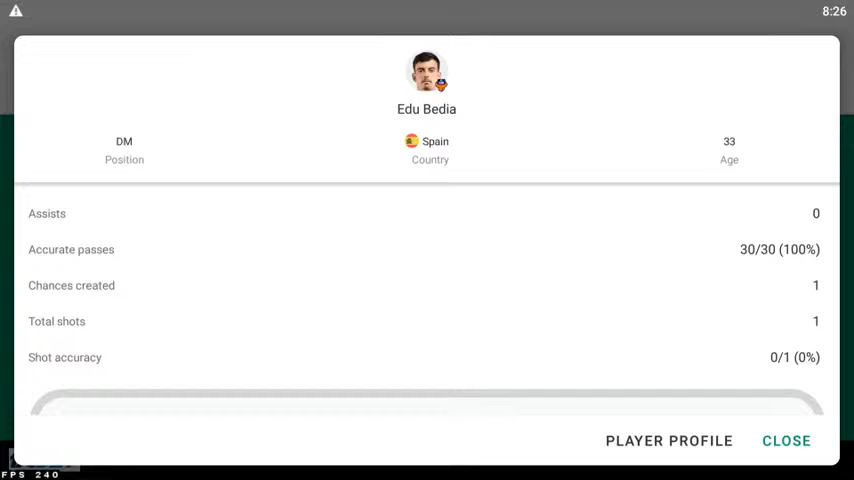 8:26
Edu Bedia
DM Spain 33
Position Country Age
Assists 0
Accurate passes 30/30 (100%)
Chances created 1
Total shots 1
Shot accuracy 0/1 (0%)
PLAYER PROFILE CLOSE
FPS 240